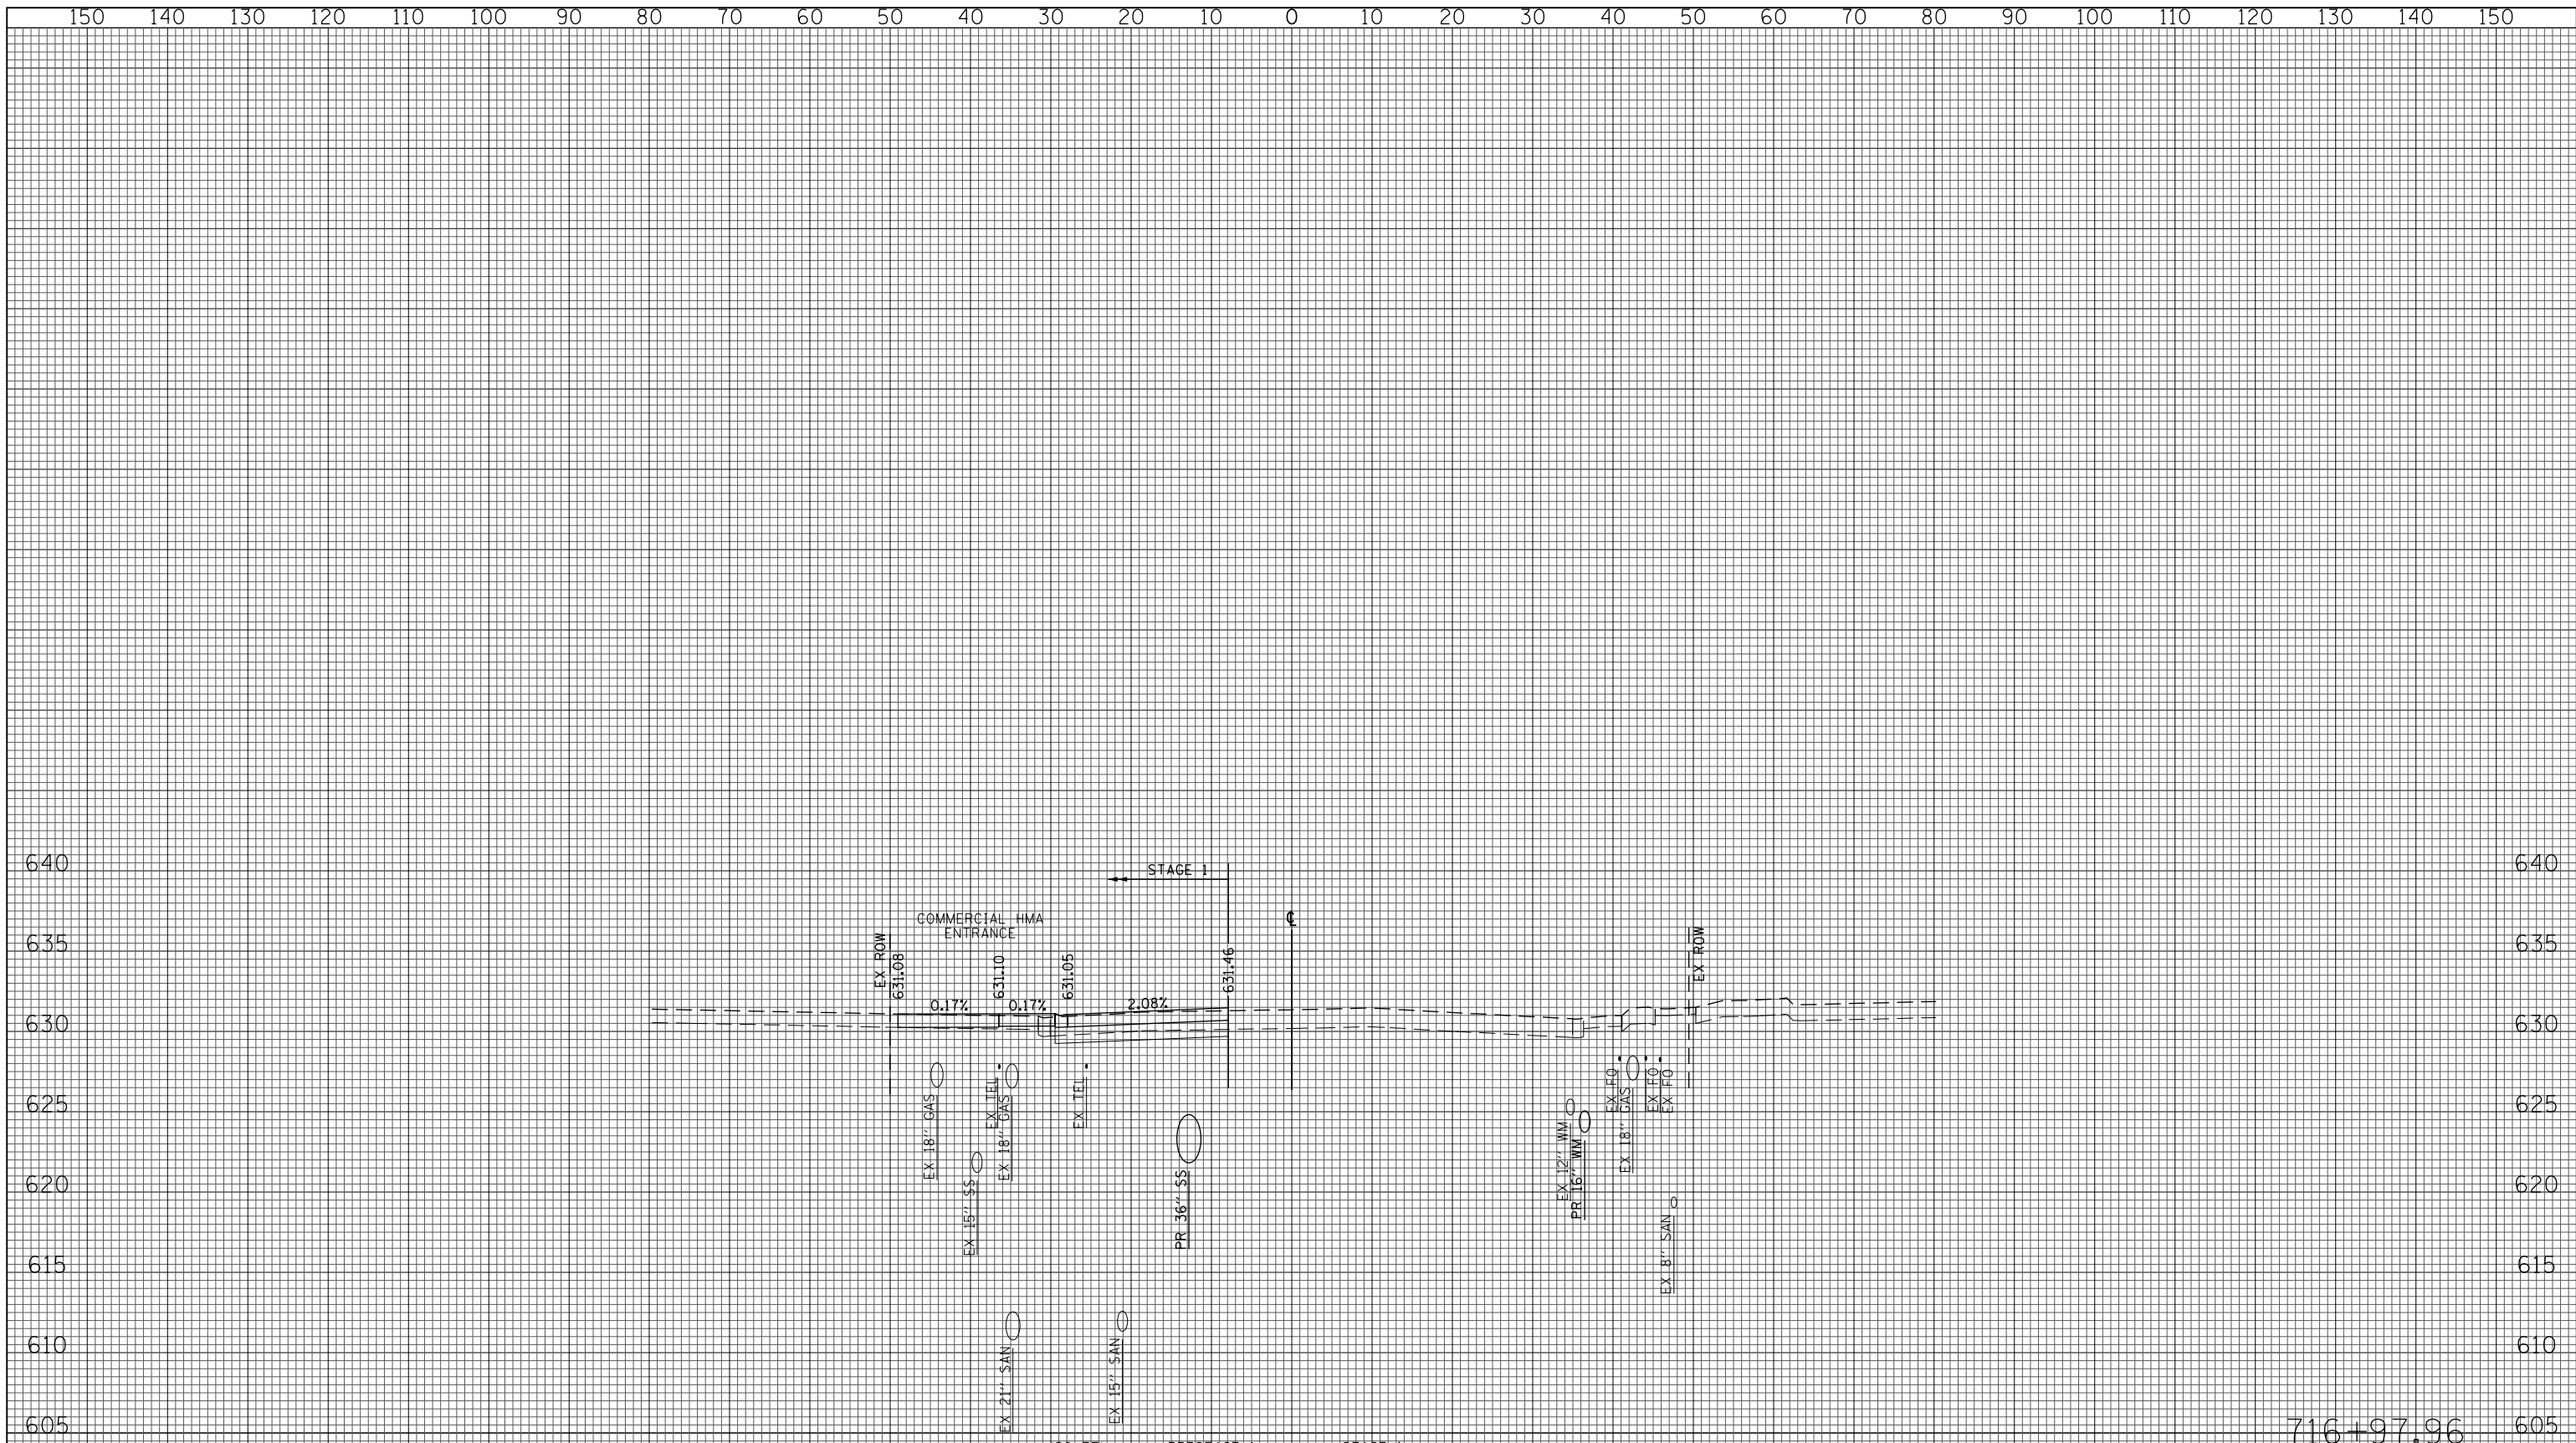 150 140 130 120 110 100 90 80 70 60 50 40 30 20 10 0 10 20 30 40 50 60 70 80 90 100 110 120 130 140 150
640 640
STAGE 1
COMMERCIAL HMA
ENTRANCE
℄
635 635
EX ROW
631.08
631.10
631.05
631.46
EX ROW
0.17%
0.17%
2.08%
630 630
625 625
EX 18" GAS
EX TEL
EX 18" GAS
EX TEL
EX FO
EX 18" GAS
EX FO
EX FO
EX 12" WM
PR 16" WM
620 620
EX 15" SS
PR 36" SS
EX 8" SAN
615 615
610 610
EX 21" SAN
EX 15" SAN
605 605
716+97.96